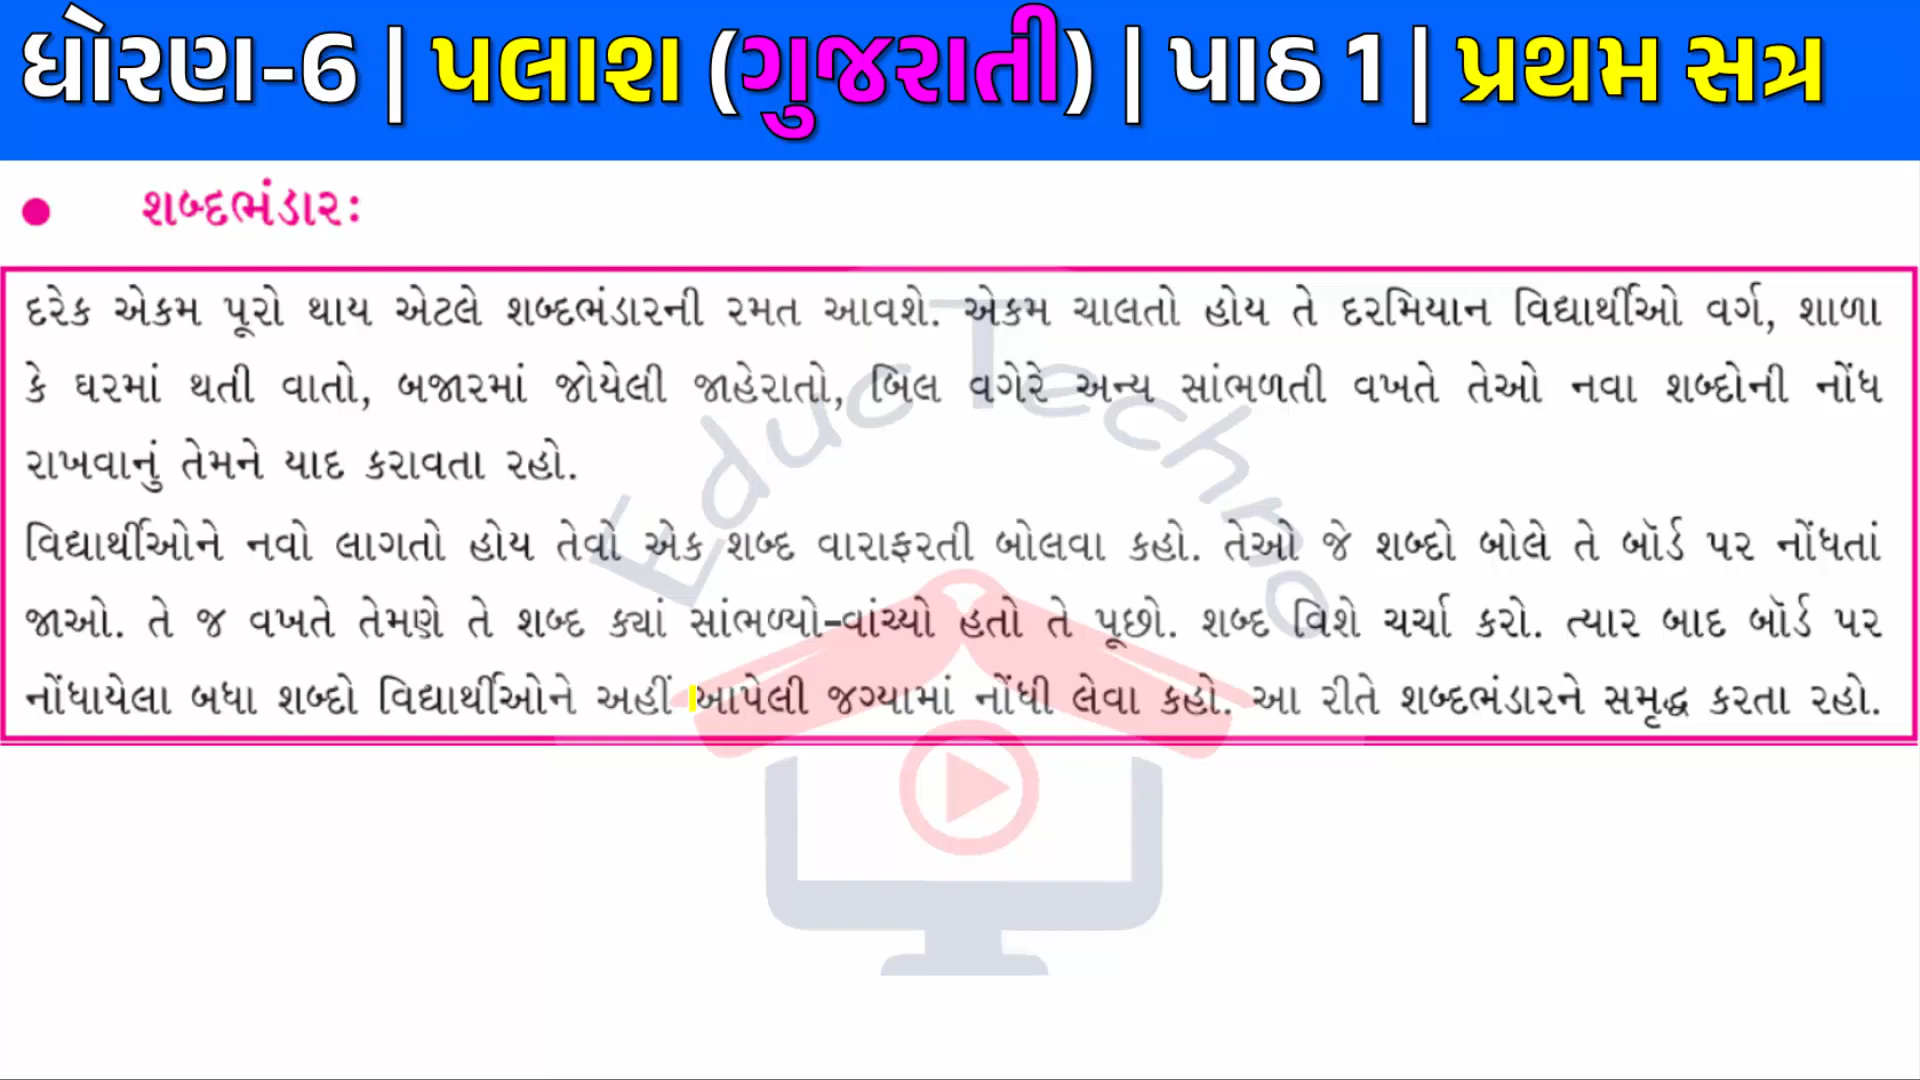 ધોરણ-6 | પલાશ (ગુજરાતી) | પાઠ 1 | પ્રથમ સત્ર
● શબ્દભંડારઃ
દરેક એકમ પૂરો થાય એટલે શબ્દભંડારની રમત આવશે. એકમ ચાલતો હોય તે દરમિયાન વિદ્યાર્થીઓ વર્ગ, શાળા
કે ઘરમાં થતી વાતો, બજારમાં જોયેલી જાહેરાતો, બિલ વગેરે અન્ય સાંભળતી વખતે તેઓ નવા શબ્દોની નોંધ
રાખવાનું તેમને યાદ કરાવતા રહો.
વિદ્યાર્થીઓને નવો લાગતો હોય તેવો એક શબ્દ વારાફરતી બોલવા કહો. તેઓ જે શબ્દો બોલે તે બૉર્ડ પર નોંધતાં
જાઓ. તે જ વખતે તેમણે તે શબ્દ ક્યાં સાંભળ્યો-વાંચ્યો હતો તે પૂછો. શબ્દ વિશે ચર્ચા કરો. ત્યાર બાદ બૉર્ડ પર
નોંધાયેલા બધા શબ્દો વિદ્યાર્થીઓને અહીં આપેલી જગ્યામાં નોંધી લેવા કહો. આ રીતે શબ્દભંડારને સમૃદ્ધ કરતા રહો.
Educ Techno